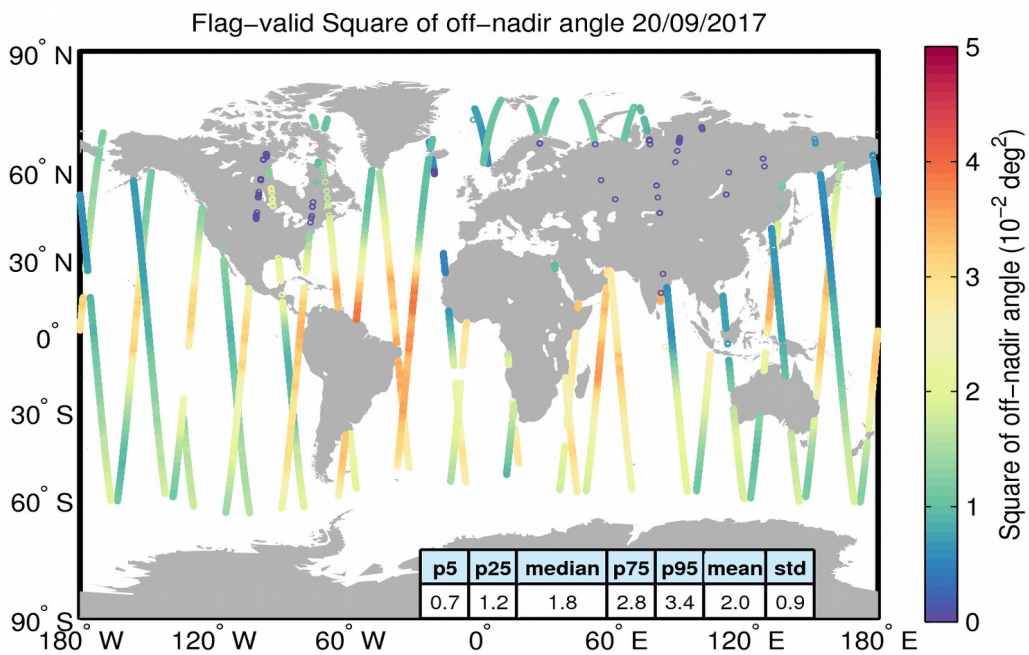 Flag−valid Square of off−nadir angle 20/09/2017
90° N
60° N
30° N
0°
30° S
60° S
90° S
180° W
120° W
60° W
0°
60° E
120° E
180° E
p5 p25 median p75 p95 mean std
0.7 1.2 1.8 2.8 3.4 2.0 0.9
5
4
3
2
1
0
Square of off−nadir angle (10⁻² deg²)